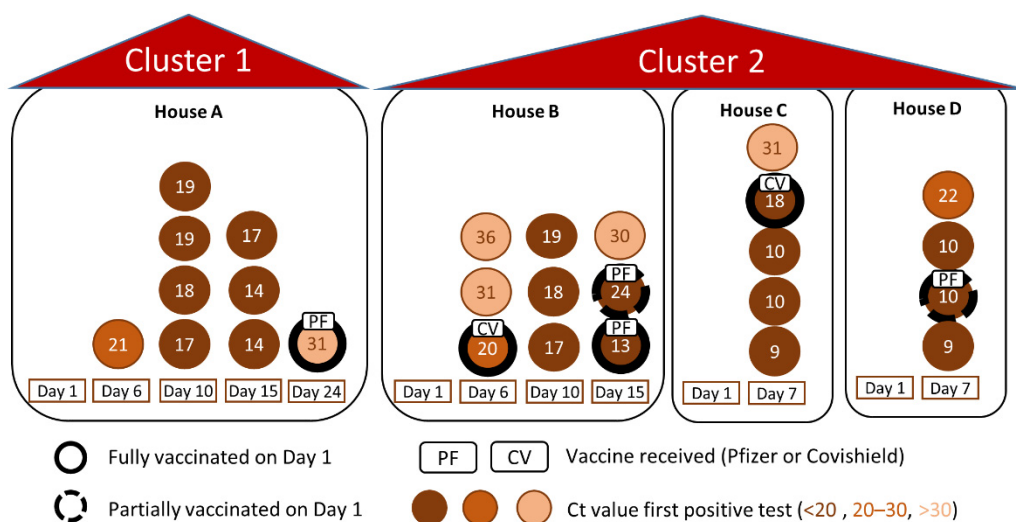 Cluster 1
Cluster 2
House A
House B
House C
House D
19
19
18
17
21
17
14
14
PF
31
Day 1
Day 6
Day 10
Day 15
Day 24
36
31
CV
20
19
18
17
30
PF
24
PF
13
Day 1
Day 6
Day 10
Day 15
31
CV
18
10
10
9
Day 1
Day 7
22
10
PF
10
9
Day 1
Day 7
Fully vaccinated on Day 1
PF
CV
Vaccine received (Pfizer or Covishield)
Partially vaccinated on Day 1
Ct value first positive test (<20 , 20–30, >30)